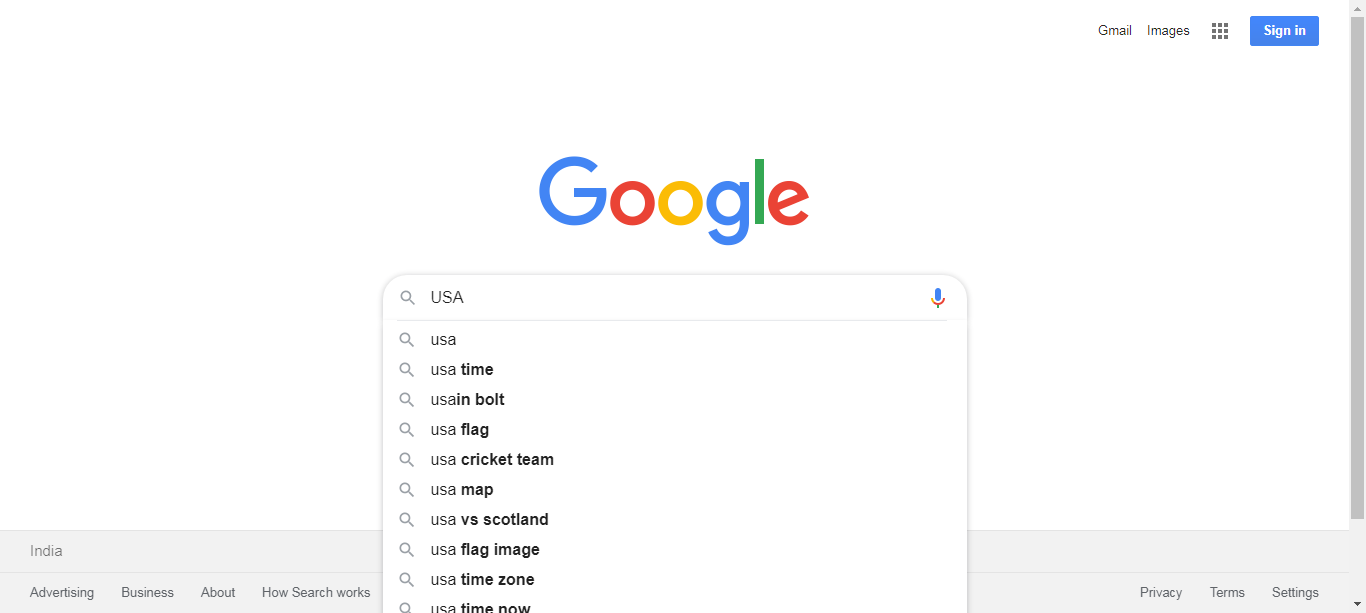 Gmail Images Sign in
Google
USA
usa
usa time
usain bolt
usa flag
usa cricket team
usa map
usa vs scotland
usa flag image
usa time zone
usa time now
India
Advertising Business About How Search works Privacy Terms Settings